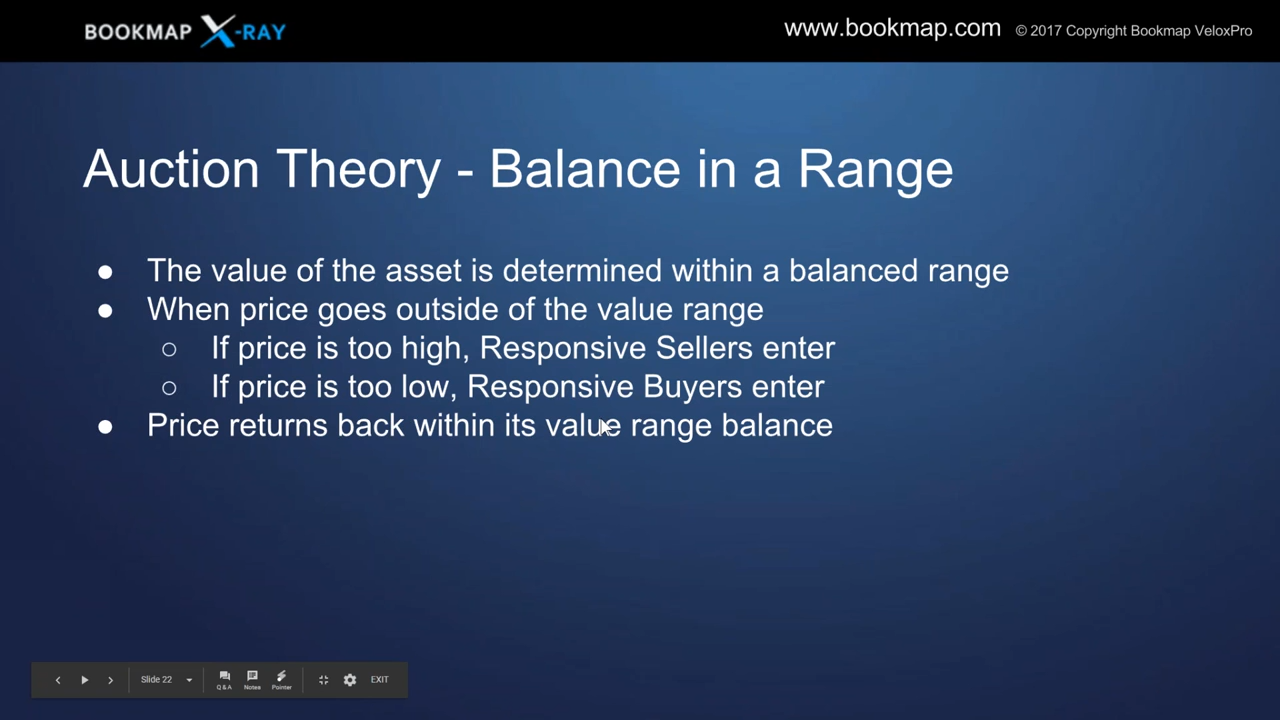 BOOKMAP X-RAY
www.bookmap.com © 2017 Copyright Bookmap VeloxPro
Auction Theory - Balance in a Range
● The value of the asset is determined within a balanced range
● When price goes outside of the value range
○ If price is too high, Responsive Sellers enter
○ If price is too low, Responsive Buyers enter
● Price returns back within its value range balance
Slide 22 Q&A Notes Pointer EXIT